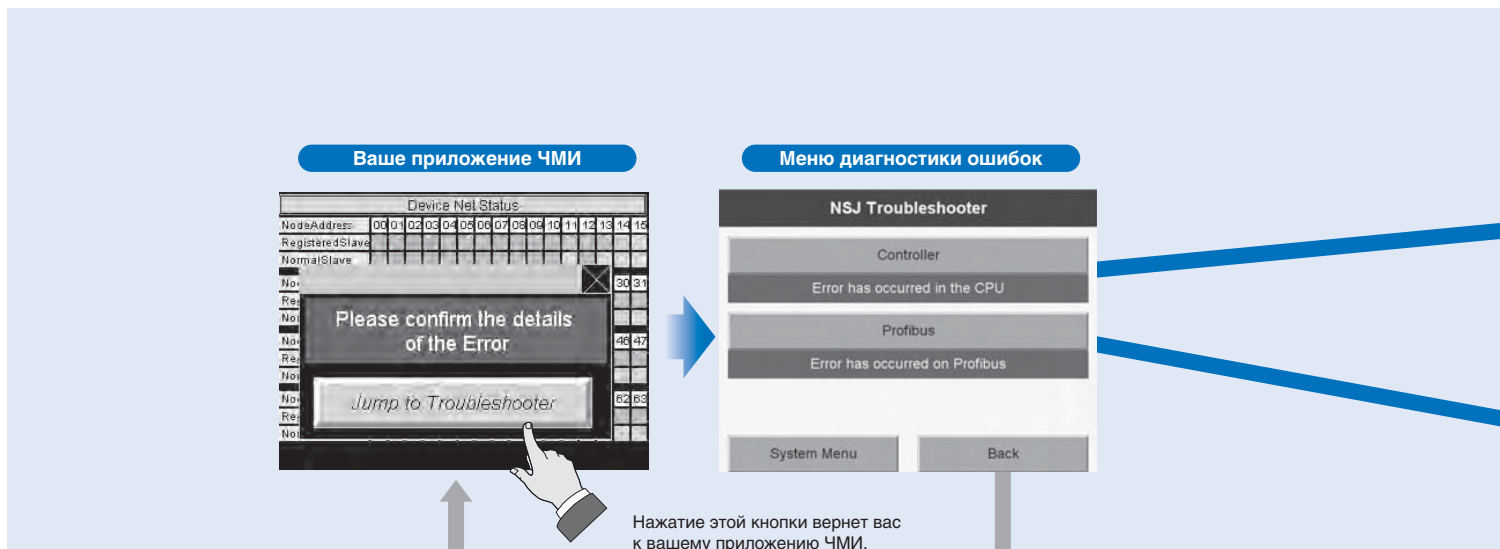 Ваше приложение ЧМИ
Device Net Status
NodeAddress 00 01 02 03 04 05 06 07 08 09 10 11 12 13 14 15
RegisteredSlave
NormalSlave
30 31
Please confirm the details
of the Error
46 47
Jump to Troubleshooter
62 63
Меню диагностики ошибок
NSJ Troubleshooter
Controller
Error has occurred in the CPU
Profibus
Error has occurred on Profibus
System Menu
Back
Нажатие этой кнопки вернет вас
к вашему приложению ЧМИ.